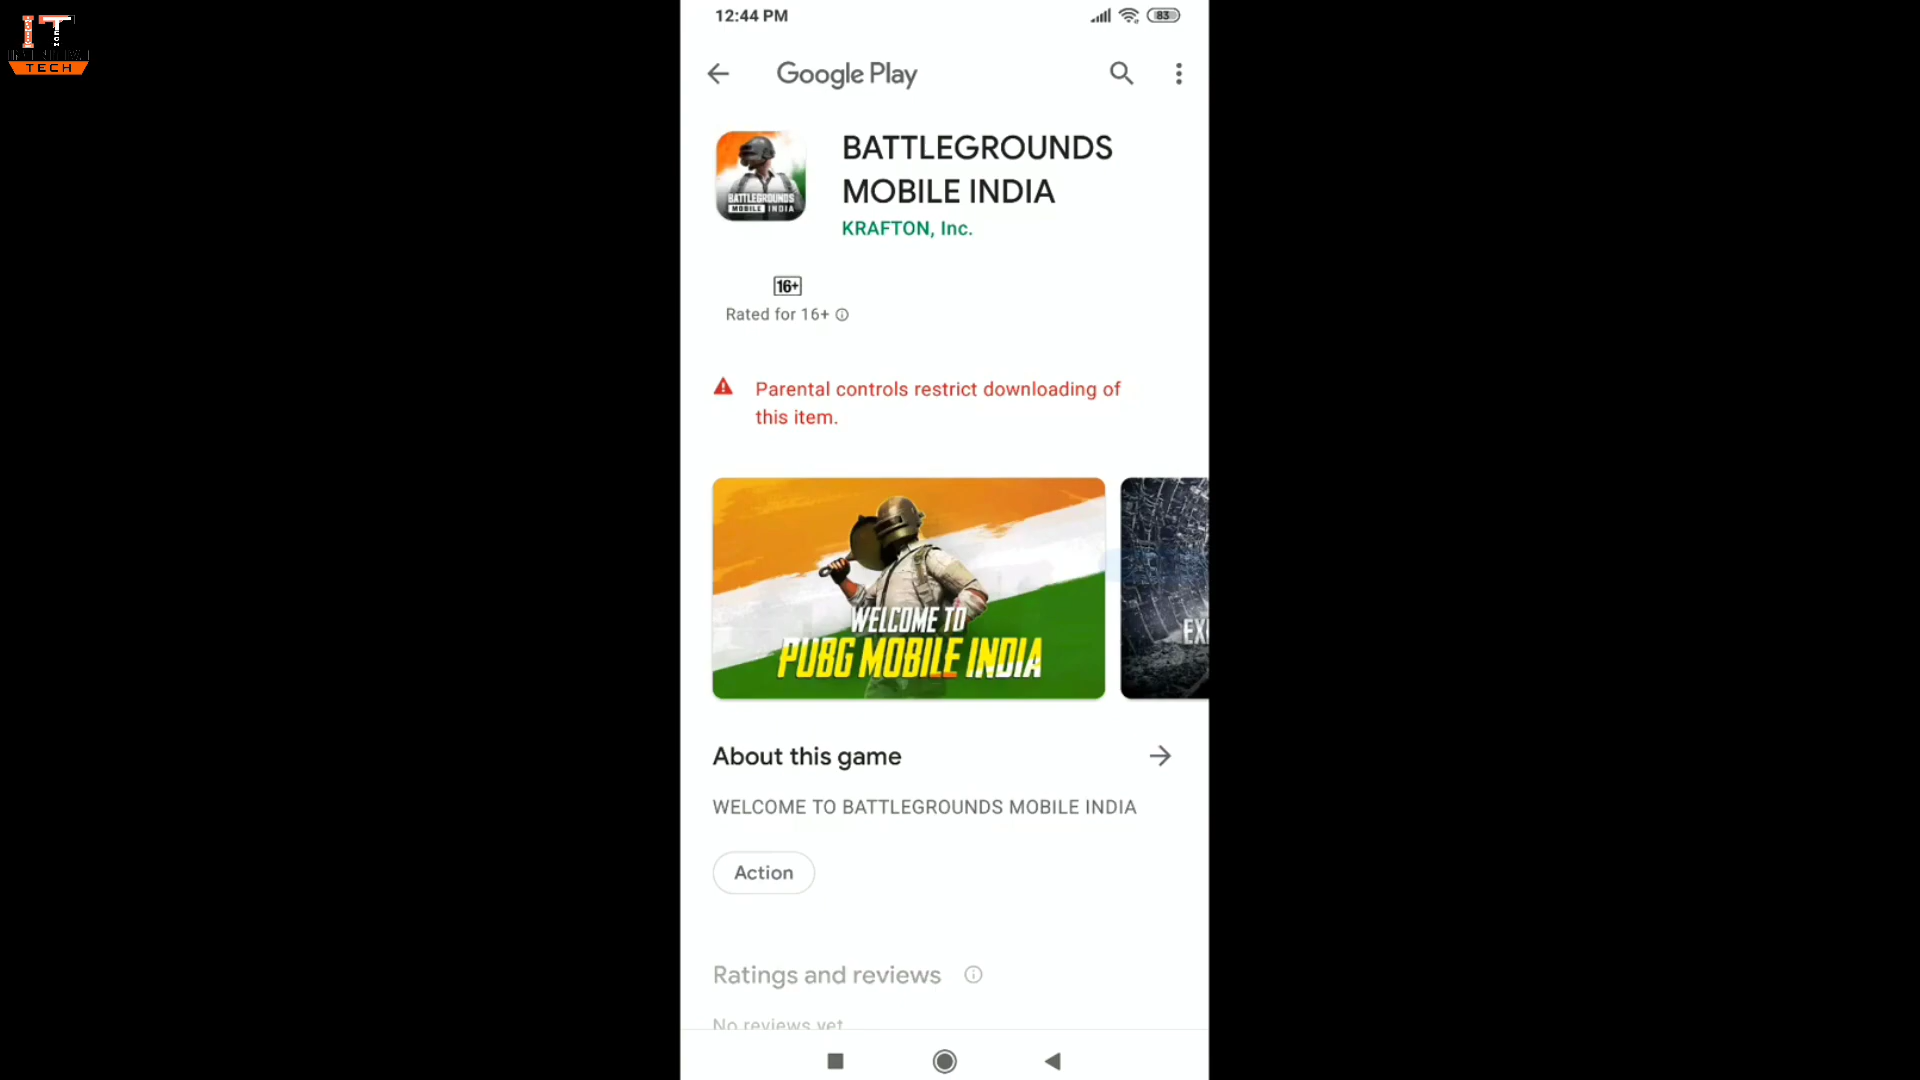 IT
ZONE
TECH
12:44 PM
83
Google Play
BATTLEGROUNDS
MOBILE INDIA
BATTLEGROUNDS
MOBILE INDIA
KRAFTON, Inc.
16+
Rated for 16+
Parental controls restrict downloading of
this item.
WELCOME TO
PUBG MOBILE INDIA
About this game
WELCOME TO BATTLEGROUNDS MOBILE INDIA
Action
Ratings and reviews
No reviews yet